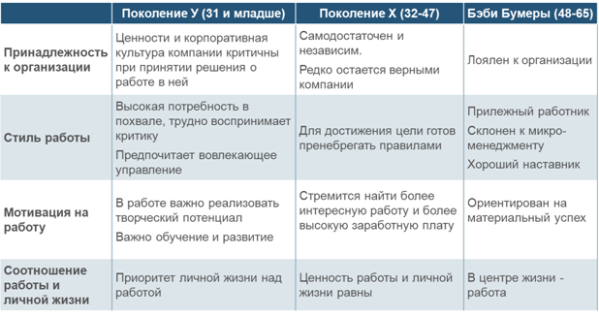 Поколение У (31 и младше)
Поколение Х (32-47)
Бэби Бумеры (48-65)
Принадлежность
к организации
Ценности и корпоративная
культура компании критичны
при принятии решения о
работе в ней
Самодостаточен и
независим.
Редко остается верными
компании
Лоялен к организации
Стиль работы
Высокая потребность в
похвале, трудно воспринимает
критику
Предпочитает вовлекающее
управление
Для достижения цели готов
пренебрегать правилами
Прилежный работник
Склонен к микро-
менеджменту
Хороший наставник
Мотивация на
работу
В работе важно реализовать
творческий потенциал
Важно обучение и развитие
Стремится найти более
интересную работу и более
высокую заработную плату
Ориентирован на
материальный успех
Соотношение
работы и
личной жизни
Приоритет личной жизни над
работой
Ценность работы и личной
жизни равны
В центре жизни -
работа